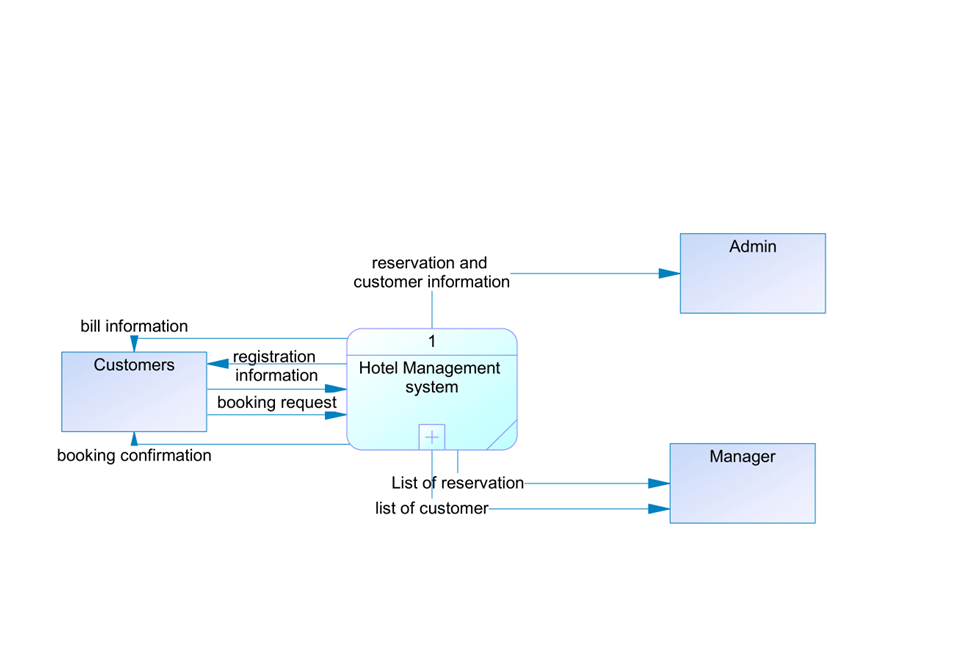 Admin
reservation and
customer information
bill information
1
Customers
registration
information
Hotel Management
system
booking request
+
booking confirmation
Manager
List of reservation
list of customer